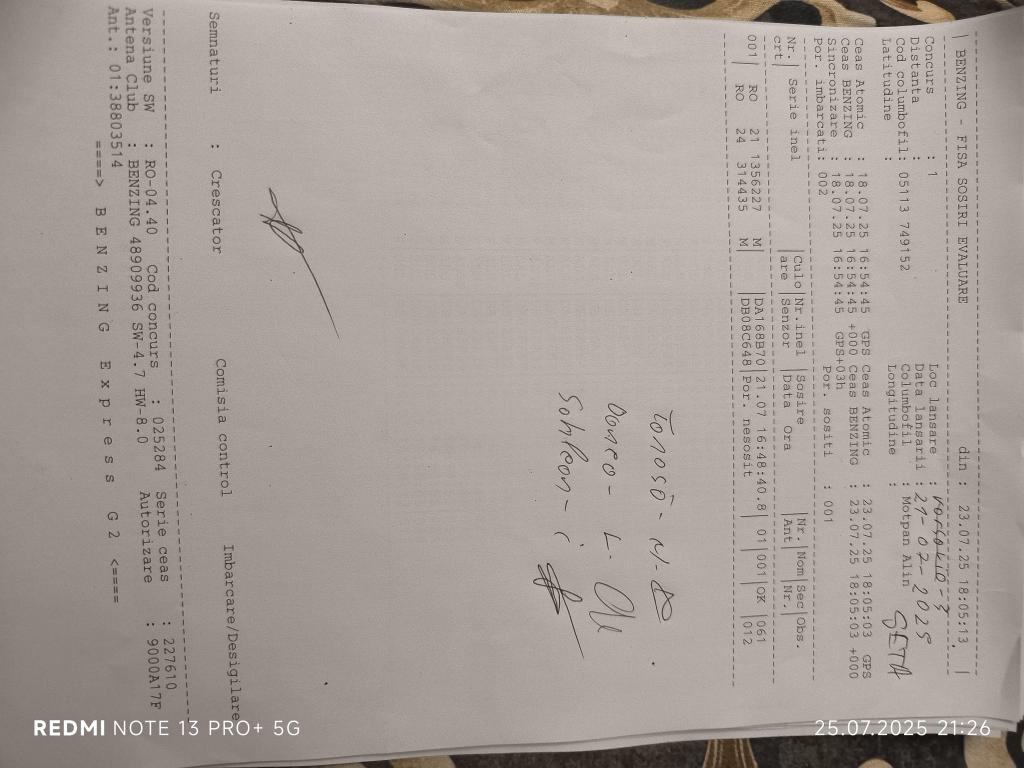 | BENZING - FISA SOSIRI EVALUARE din : 23.07.25 18:05:13. |
Concurs : 1 Loc lansare :
Distanta : Data lansarii : 21-07-2025
Cod columbofil: 05113 749152 Columbofil : Motpan Alin
Latitudine : Longitudine :
Ceas Atomic : 18.07.25 16:54:45 GPS Ceas Atomic : 23.07.25 18:05:03 GPS
Ceas BENZING : 18.07.25 16:54:45 +000 Ceas BENZING : 23.07.25 18:05:03 +000
Sincronizare : 18.07.25 16:54:45 GPS+03h
Por. imbarcati: 002 Por. sositi : 001
Nr.| Serie inel |Culo|Nr.inel |Sosire |Nr.|Nom|Sec|Obs.
crt| |are |Senzor |Data Ora |Ant| |Nr.|
001| RO 21 1356227 M| |DA168B70|21.07 16:48:40.8| 01|001|OK |061
RO 24 314435 M| |DB08C648|Por. nesosit |012
Semnaturi : Crescator Comisia control Imbarcare/Desigilare
Versiune SW : RO-04.40 Cod concurs : 025284 Serie ceas : 227610
Antena Club : BENZING 48909936 SW-4.7 HW-8.0 Autorizare : 9000A17F
Ant.: 01:38803514
====> B E N Z I N G E x p r e s s G 2 <====
REDMI NOTE 13 PRO+ 5G
25.07.2025 21:26